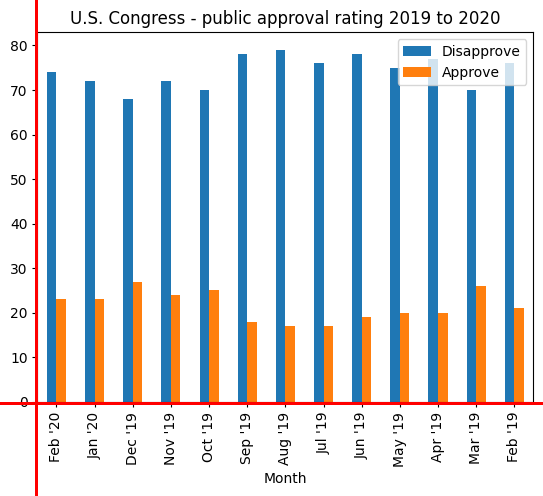 U.S. Congress - public approval rating 2019 to 2020
Disapprove
Approve
80
70
60
50
40
30
20
10
0
Feb '20
Jan '20
Dec '19
Nov '19
Oct '19
Sep '19
Aug '19
Jul '19
Jun '19
May '19
Apr '19
Mar '19
Feb '19
Month